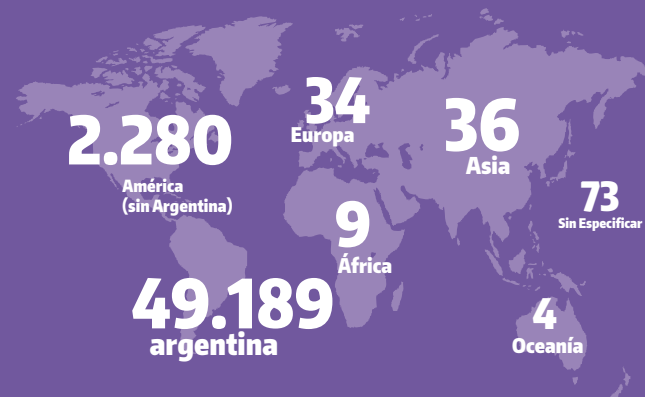 34
Europa
36
Asia
2.280
América
(sin Argentina)
73
Sin Especificar
9
África
49.189
argentina
4
Oceanía